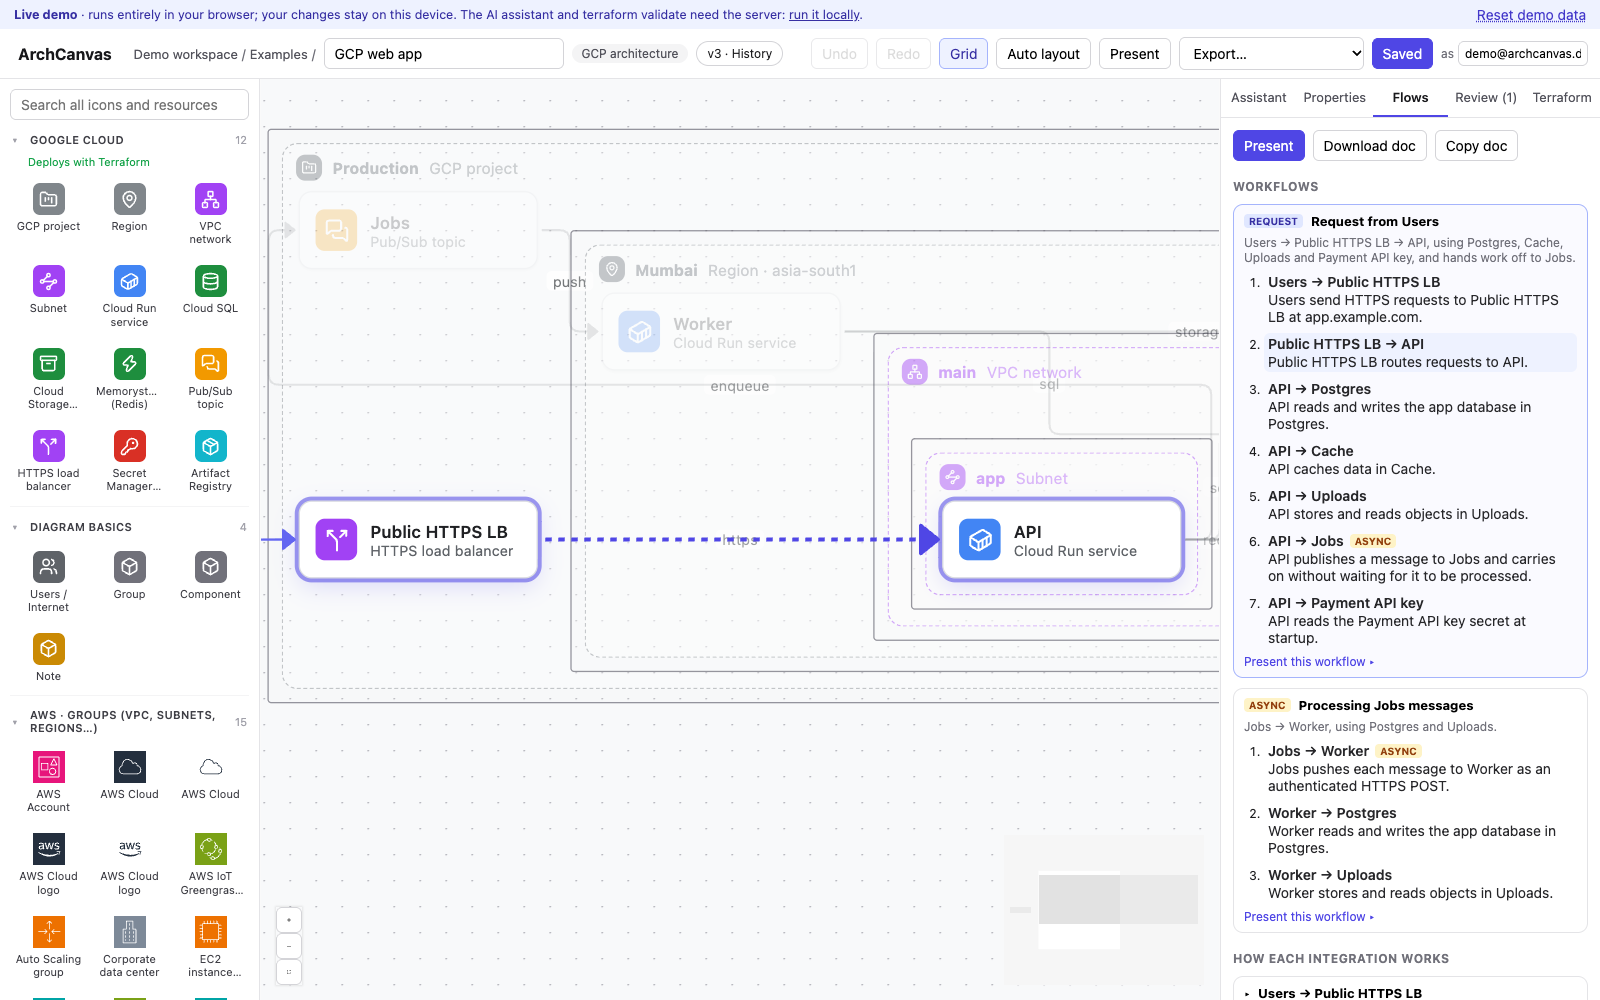 Live demo · runs entirely in your browser; your changes stay on this device. The AI assistant and terraform validate need the server: run it locally.
Reset demo data
ArchCanvas
Demo workspace / Examples /
GCP web app
GCP architecture
v3 · History
Undo
Redo
Grid
Auto layout
Present
Export...
Saved
as
demo@archcanvas.d
Search all icons and resources
GOOGLE CLOUD
12
Deploys with Terraform
GCP project
Region
VPC
network
Subnet
Cloud Run
service
Cloud SQL
Cloud
Storage...
Memoryst...
(Redis)
Pub/Sub
topic
HTTPS load
balancer
Secret
Manager...
Artifact
Registry
DIAGRAM BASICS
4
Users /
Internet
Group
Component
Note
AWS · GROUPS (VPC, SUBNETS,
REGIONS...)
15
AWS
Account
AWS Cloud
AWS Cloud
aws
aws
AWS Cloud
logo
AWS Cloud
logo
AWS IoT
Greengras...
Auto Scaling
group
Corporate
data center
EC2
instance...
Production GCP project
Jobs
Pub/Sub topic
push
Mumbai Region · asia-south1
Worker
Cloud Run service
storag
enqueue
main VPC network
sql
app Subnet
Public HTTPS LB
HTTPS load balancer
https
API
Cloud Run service
Assistant
Properties
Flows
Review (1)
Terraform
Present
Download doc
Copy doc
WORKFLOWS
REQUEST Request from Users
Users → Public HTTPS LB → API, using Postgres, Cache,
Uploads and Payment API key, and hands work off to Jobs.
1. Users → Public HTTPS LB
Users send HTTPS requests to Public HTTPS
LB at app.example.com.
2. Public HTTPS LB → API
Public HTTPS LB routes requests to API.
3. API → Postgres
API reads and writes the app database in
Postgres.
4. API → Cache
API caches data in Cache.
5. API → Uploads
API stores and reads objects in Uploads.
6. API → Jobs ASYNC
API publishes a message to Jobs and carries
on without waiting for it to be processed.
7. API → Payment API key
API reads the Payment API key secret at
startup.
Present this workflow ▸
ASYNC Processing Jobs messages
Jobs → Worker, using Postgres and Uploads.
1. Jobs → Worker ASYNC
Jobs pushes each message to Worker as an
authenticated HTTPS POST.
2. Worker → Postgres
Worker reads and writes the app database in
Postgres.
3. Worker → Uploads
Worker stores and reads objects in Uploads.
Present this workflow ▸
HOW EACH INTEGRATION WORKS
▸ Users → Public HTTPS LB